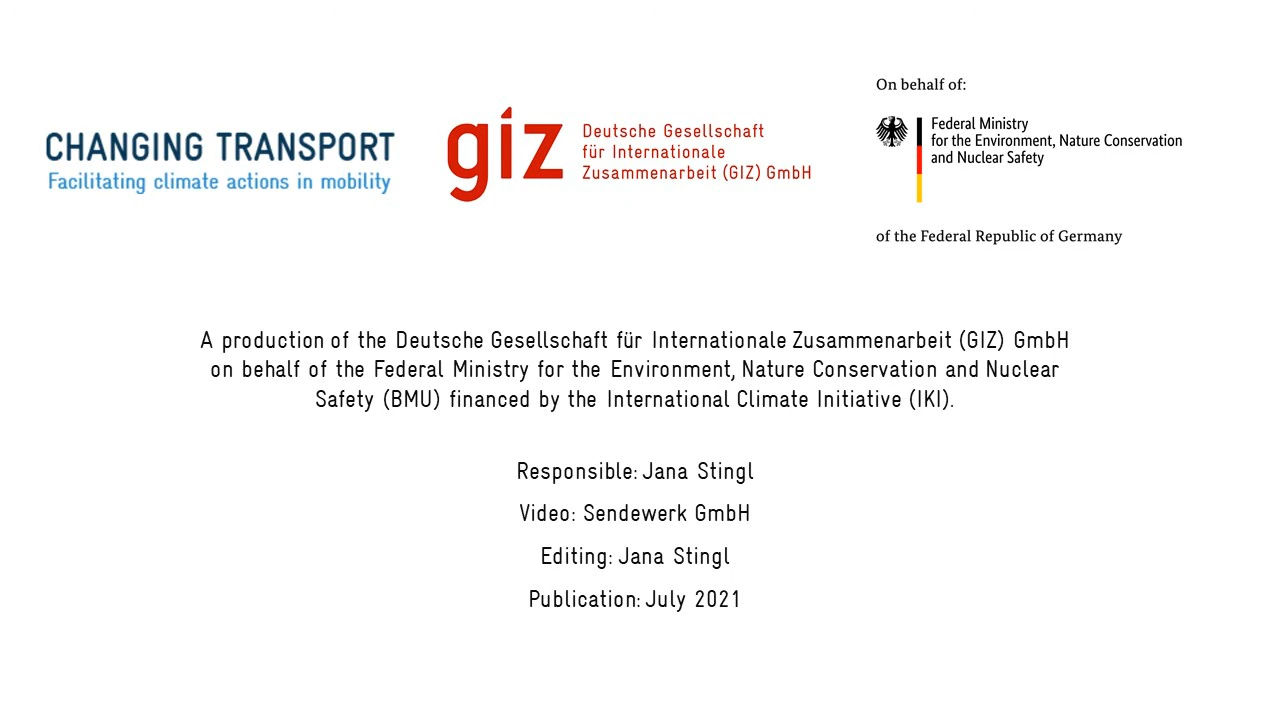 CHANGING TRANSPORT
Facilitating climate actions in mobility
giz
Deutsche Gesellschaft
für Internationale
Zusammenarbeit (GIZ) GmbH
On behalf of:
Federal Ministry
for the Environment, Nature Conservation
and Nuclear Safety
of the Federal Republic of Germany
A production of the Deutsche Gesellschaft für Internationale Zusammenarbeit (GIZ) GmbH
on behalf of the Federal Ministry for the Environment, Nature Conservation and Nuclear
Safety (BMU) financed by the International Climate Initiative (IKI).
Responsible: Jana Stingl
Video: Sendewerk GmbH
Editing: Jana Stingl
Publication: July 2021